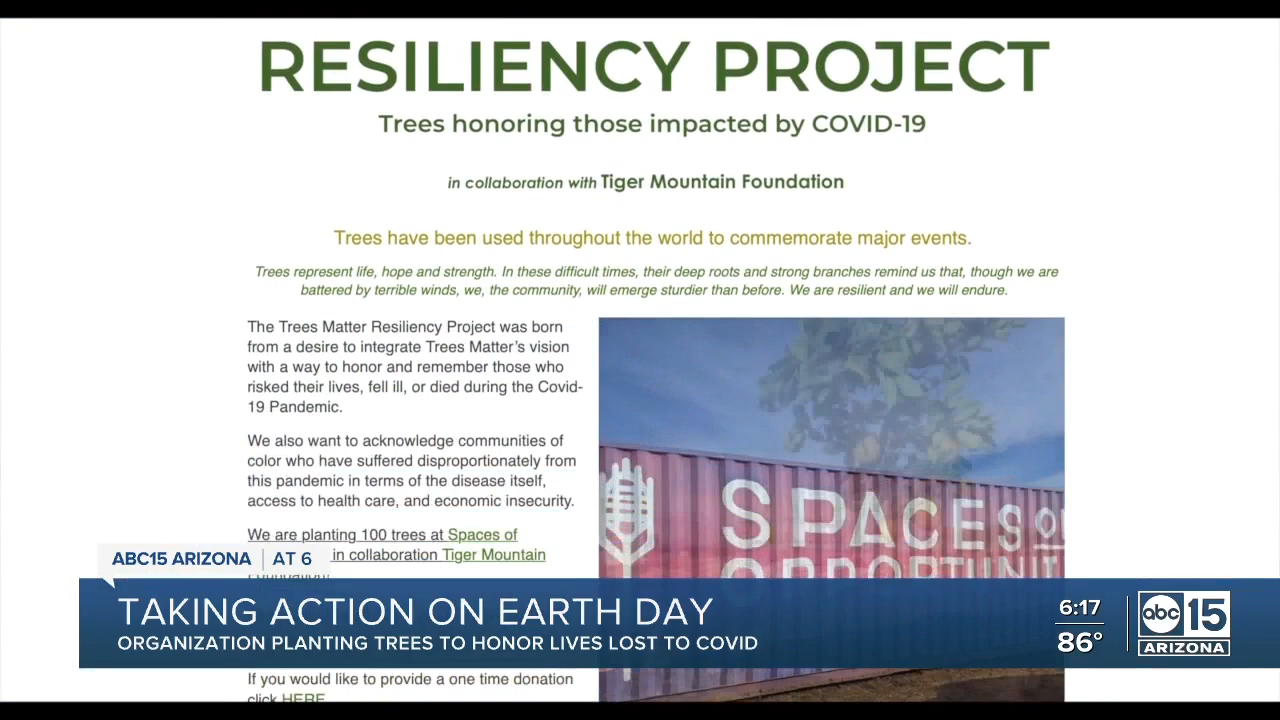 RESILIENCY PROJECT
Trees honoring those impacted by COVID-19
in collaboration with Tiger Mountain Foundation
Trees have been used throughout the world to commemorate major events.
Trees represent life, hope and strength. In these difficult times, their deep roots and strong branches remind us that, though we are
battered by terrible winds, we, the community, will emerge sturdier than before. We are resilient and we will endure.
The Trees Matter Resiliency Project was born
from a desire to integrate Trees Matter's vision
with a way to honor and remember those who
risked their lives, fell ill, or died during the Covid-
19 Pandemic.
We also want to acknowledge communities of
color who have suffered disproportionately from
this pandemic in terms of the disease itself,
access to health care, and economic insecurity.
We are planting 100 trees at Spaces of
in collaboration Tiger Mountain
SPACES OF
OPPORTUNIT
ABC15 ARIZONA | AT 6
TAKING ACTION ON EARTH DAY
ORGANIZATION PLANTING TREES TO HONOR LIVES LOST TO COVID
6:17
86°
abc 15
ARIZONA
If you would like to provide a one time donation
click HERE